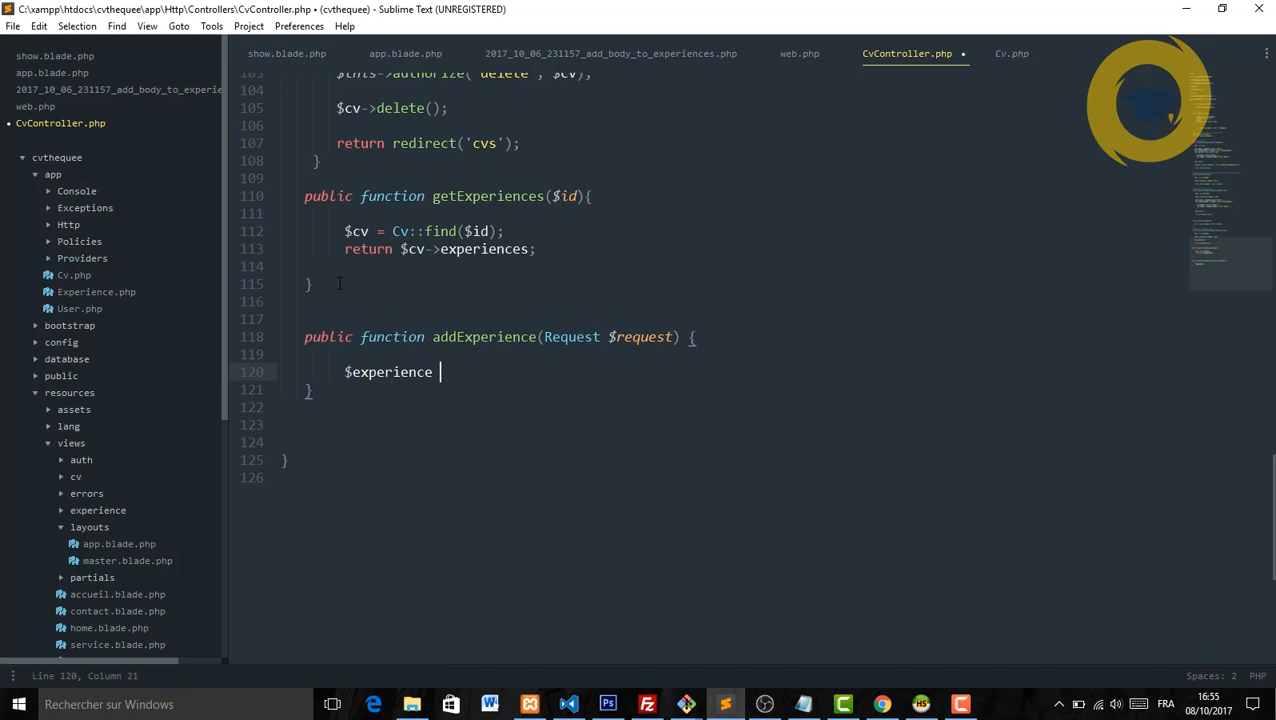 C:\xampp\htdocs\cvthequee\app\Http\Controllers\CvController.php • (cvthequee) - Sublime Text (UNREGISTERED)
File Edit Selection Find View Goto Tools Project Preferences Help
show.blade.php
app.blade.php
2017_10_06_231157_add_body_to_experie
web.php
CvController.php
cvthequee
app
Console
Exceptions
Http
Policies
Providers
Cv.php
Experience.php
User.php
bootstrap
config
database
public
resources
assets
lang
views
auth
cv
errors
experience
layouts
app.blade.php
master.blade.php
partials
accueil.blade.php
contact.blade.php
home.blade.php
service.blade.php
show.blade.php app.blade.php 2017_10_06_231157_add_body_to_experiences.php web.php CvController.php Cv.php
103 $this->authorize('delete', $cv);
104
105 $cv->delete();
106
107 return redirect('cvs');
108 }
109
110 public function getExperiences($id){
111
112 $cv = Cv::find($id);
113 return $cv->experiences;
114
115 }
116
117
118 public function addExperience(Request $request) {
119
120 $experience
121 }
122
123
124
125 }
126
Line 120, Column 21 Spaces: 2 PHP
Rechercher sur Windows FRA 16:55
08/10/2017